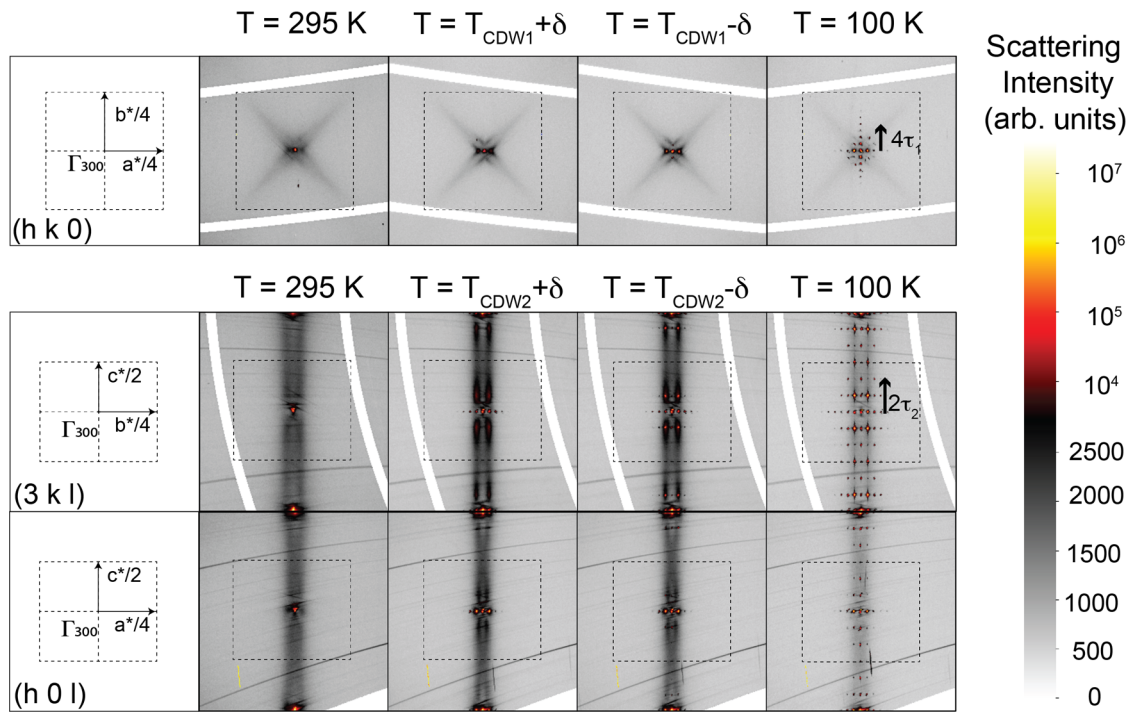 T = 295 K T = T_CDW1+δ T = T_CDW1-δ T = 100 K
Scattering
Intensity
(arb. units)
b*/4
Γ300 a*/4
4τ1
(h k 0)
10^7
10^6
10^5
10^4
2500
2000
1500
1000
500
0
T = 295 K T = T_CDW2+δ T = T_CDW2-δ T = 100 K
c*/2
Γ300 b*/4
2τ2
(3 k l)
c*/2
Γ300 a*/4
(h 0 l)